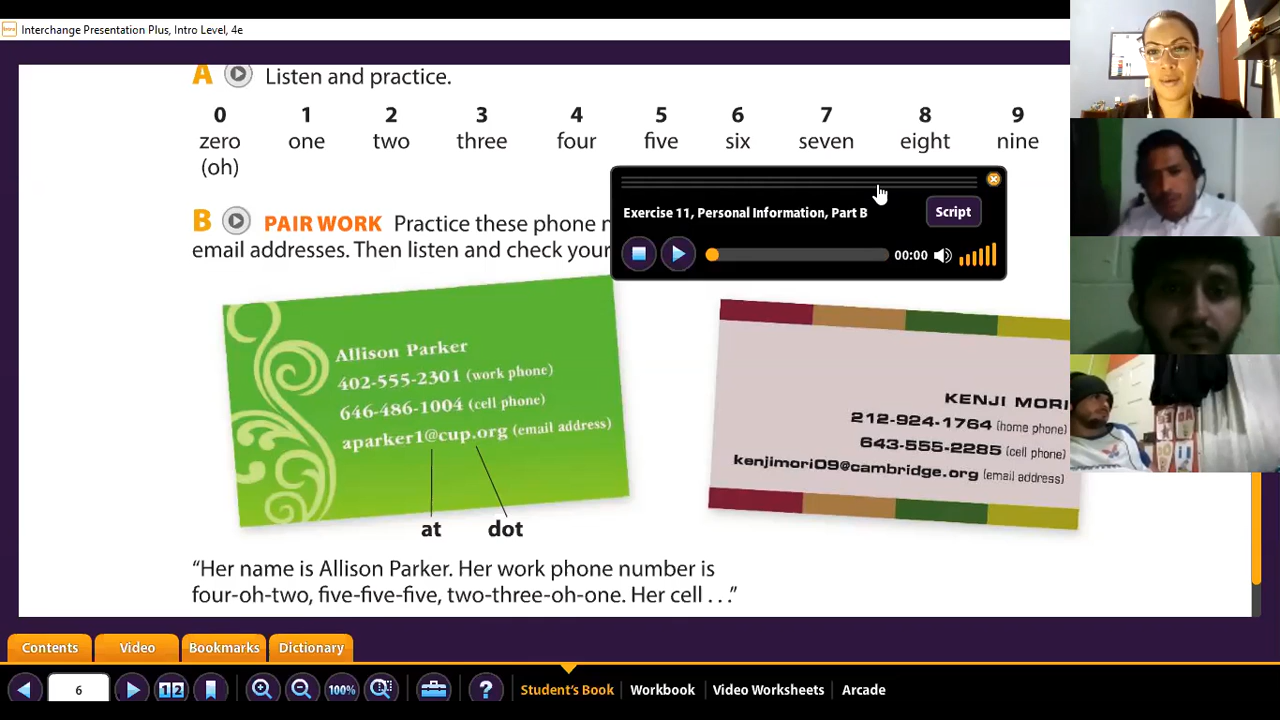 Interchange Presentation Plus, Intro Level, 4e
A Listen and practice.
0 1 2 3 4 5 6 7 8 9
zero one two three four five six seven eight nine
(oh)
B PAIR WORK Practice these phone n
email addresses. Then listen and check your
Exercise 11, Personal Information, Part B
Script
00:00
Allison Parker
402-555-2301 (work phone)
646-486-1004 (cell phone)
aparker1@cup.org (email address)
at dot
KENJI MORI
212-924-1764 (home phone)
643-555-2285 (cell phone)
kenjimori09@cambridge.org (email address)
“Her name is Allison Parker. Her work phone number is
four-oh-two, five-five-five, two-three-oh-one. Her cell . . .”
Contents Video Bookmarks Dictionary
6 12 100% ? Student's Book Workbook Video Worksheets Arcade